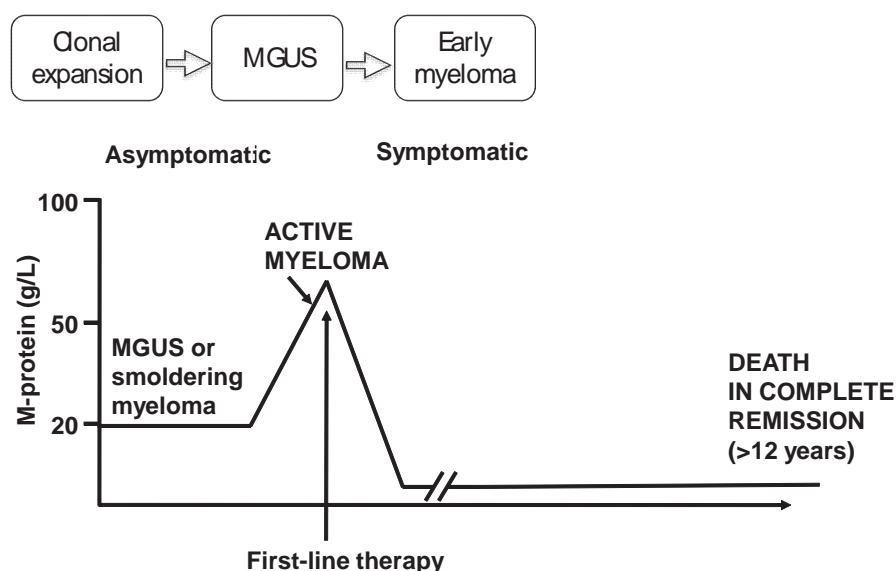 Clonal
expansion
MGUS
Early
myeloma
Asymptomatic
Symptomatic
100
50
20
M-protein (g/L)
ACTIVE
MYELOMA
MGUS or
smoldering
myeloma
DEATH
IN COMPLETE
REMISSION
(>12 years)
First-line therapy